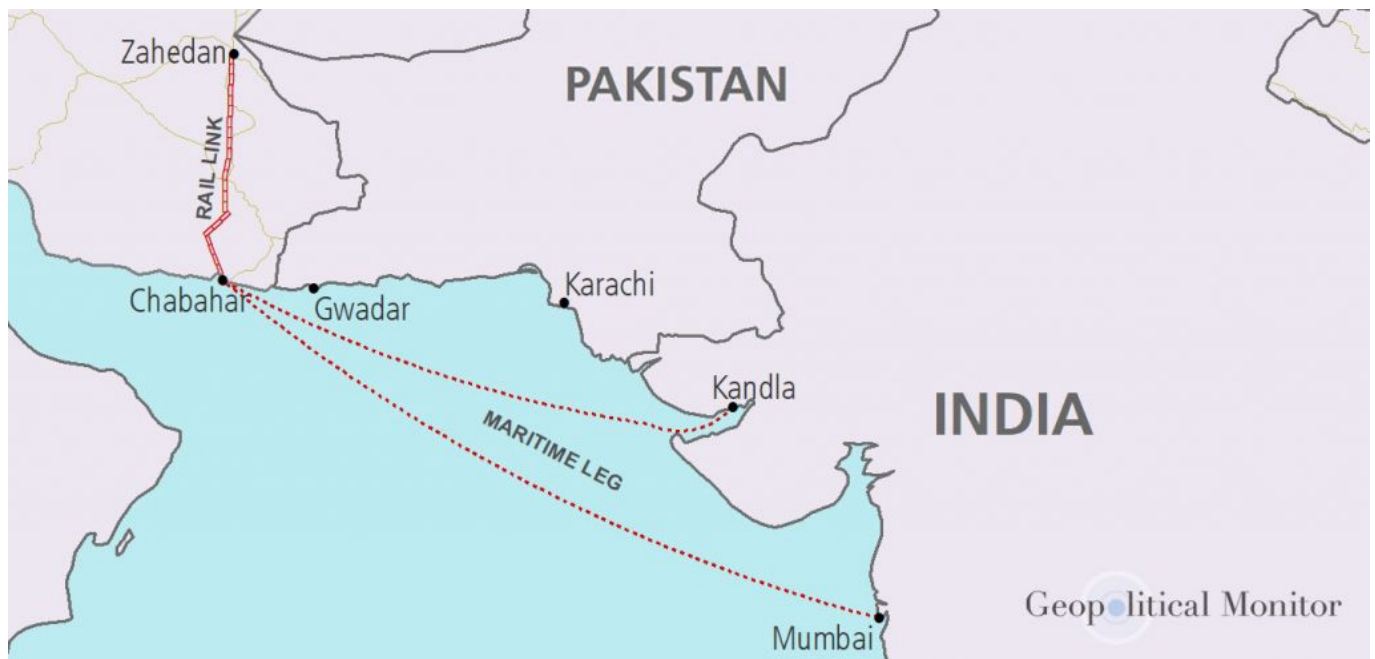 Zahedan
PAKISTAN
RAIL LINK
Chabahar
Gwadar
Karachi
Kandla
INDIA
MARITIME LEG
Geopolitical Monitor
Mumbai